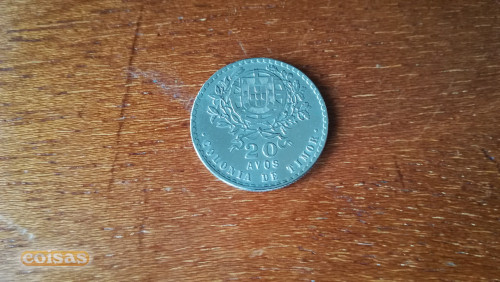 20
AVOS
COLONIA DE TIMOR
coisas